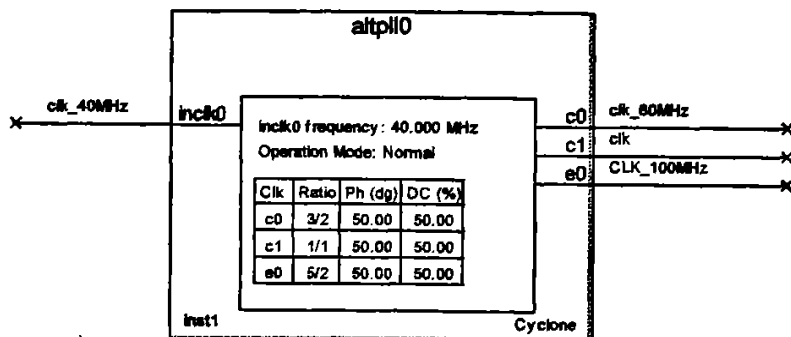 altpll0
clk_40MHz
inclk0
inclk0 frequency: 40.000 MHz
Operation Mode: Normal
Clk Ratio Ph (dg) DC (%)
c0 3/2 50.00 50.00
c1 1/1 50.00 50.00
e0 5/2 50.00 50.00
c0 clk_60MHz
c1 clk
e0 CLK_100MHz
inst1
Cyclone